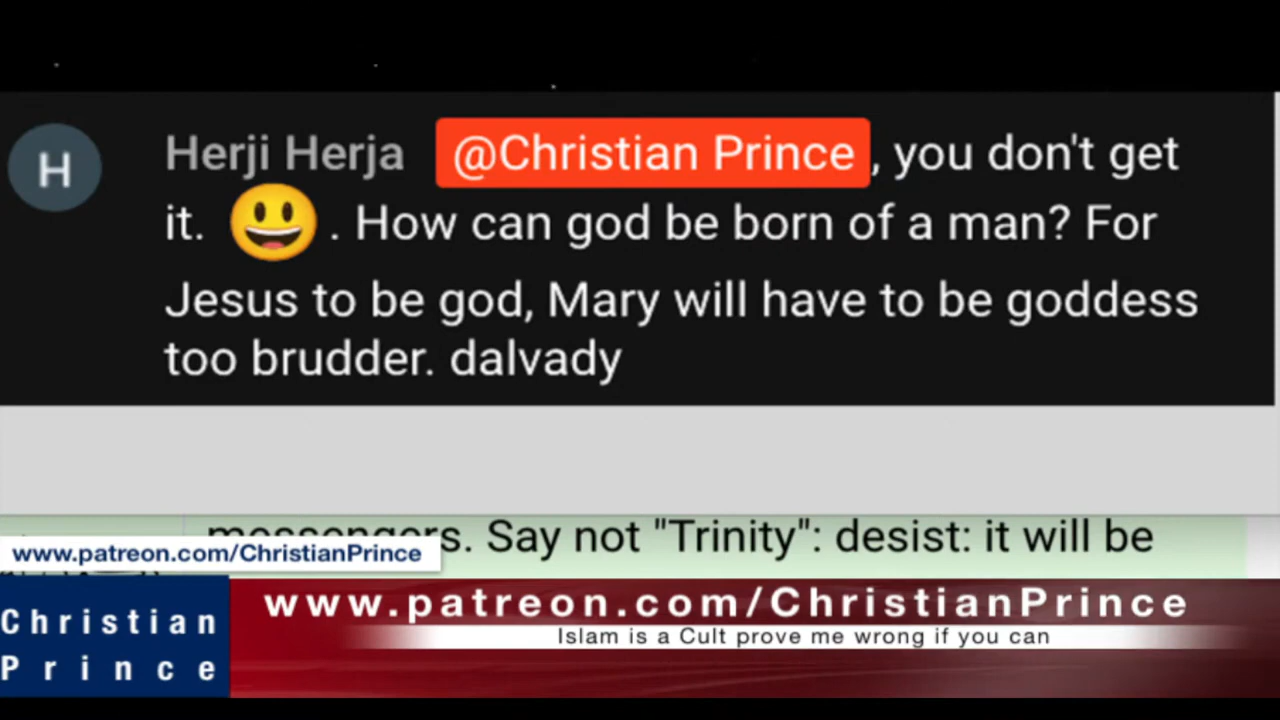 H
Herji Herja @Christian Prince, you don't get
it. 😃 . How can god be born of a man? For
Jesus to be god, Mary will have to be goddess
too brudder. dalvady
messengers. Say not "Trinity": desist: it will be
www.patreon.com/ChristianPrince
Christian
Prince
www.patreon.com/ChristianPrince
Islam is a Cult prove me wrong if you can